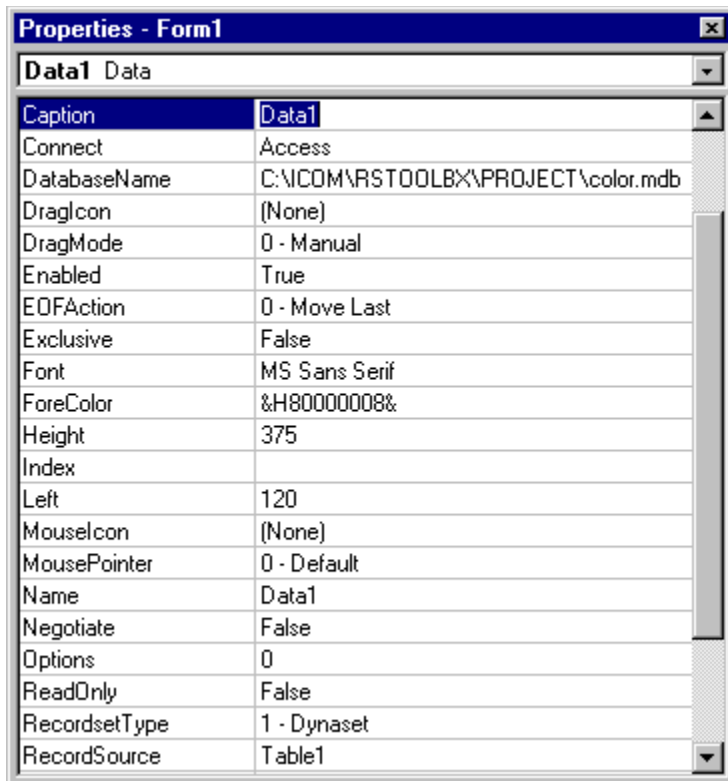 Properties - Form1
Data1 Data
Caption Data1
Connect Access
DatabaseName C:\ICOM\RSTOOLBX\PROJECT\color.mdb
DragIcon (None)
DragMode 0 - Manual
Enabled True
EOFAction 0 - Move Last
Exclusive False
Font MS Sans Serif
ForeColor &H80000008&
Height 375
Index
Left 120
MouseIcon (None)
MousePointer 0 - Default
Name Data1
Negotiate False
Options 0
ReadOnly False
RecordsetType 1 - Dynaset
RecordSource Table1